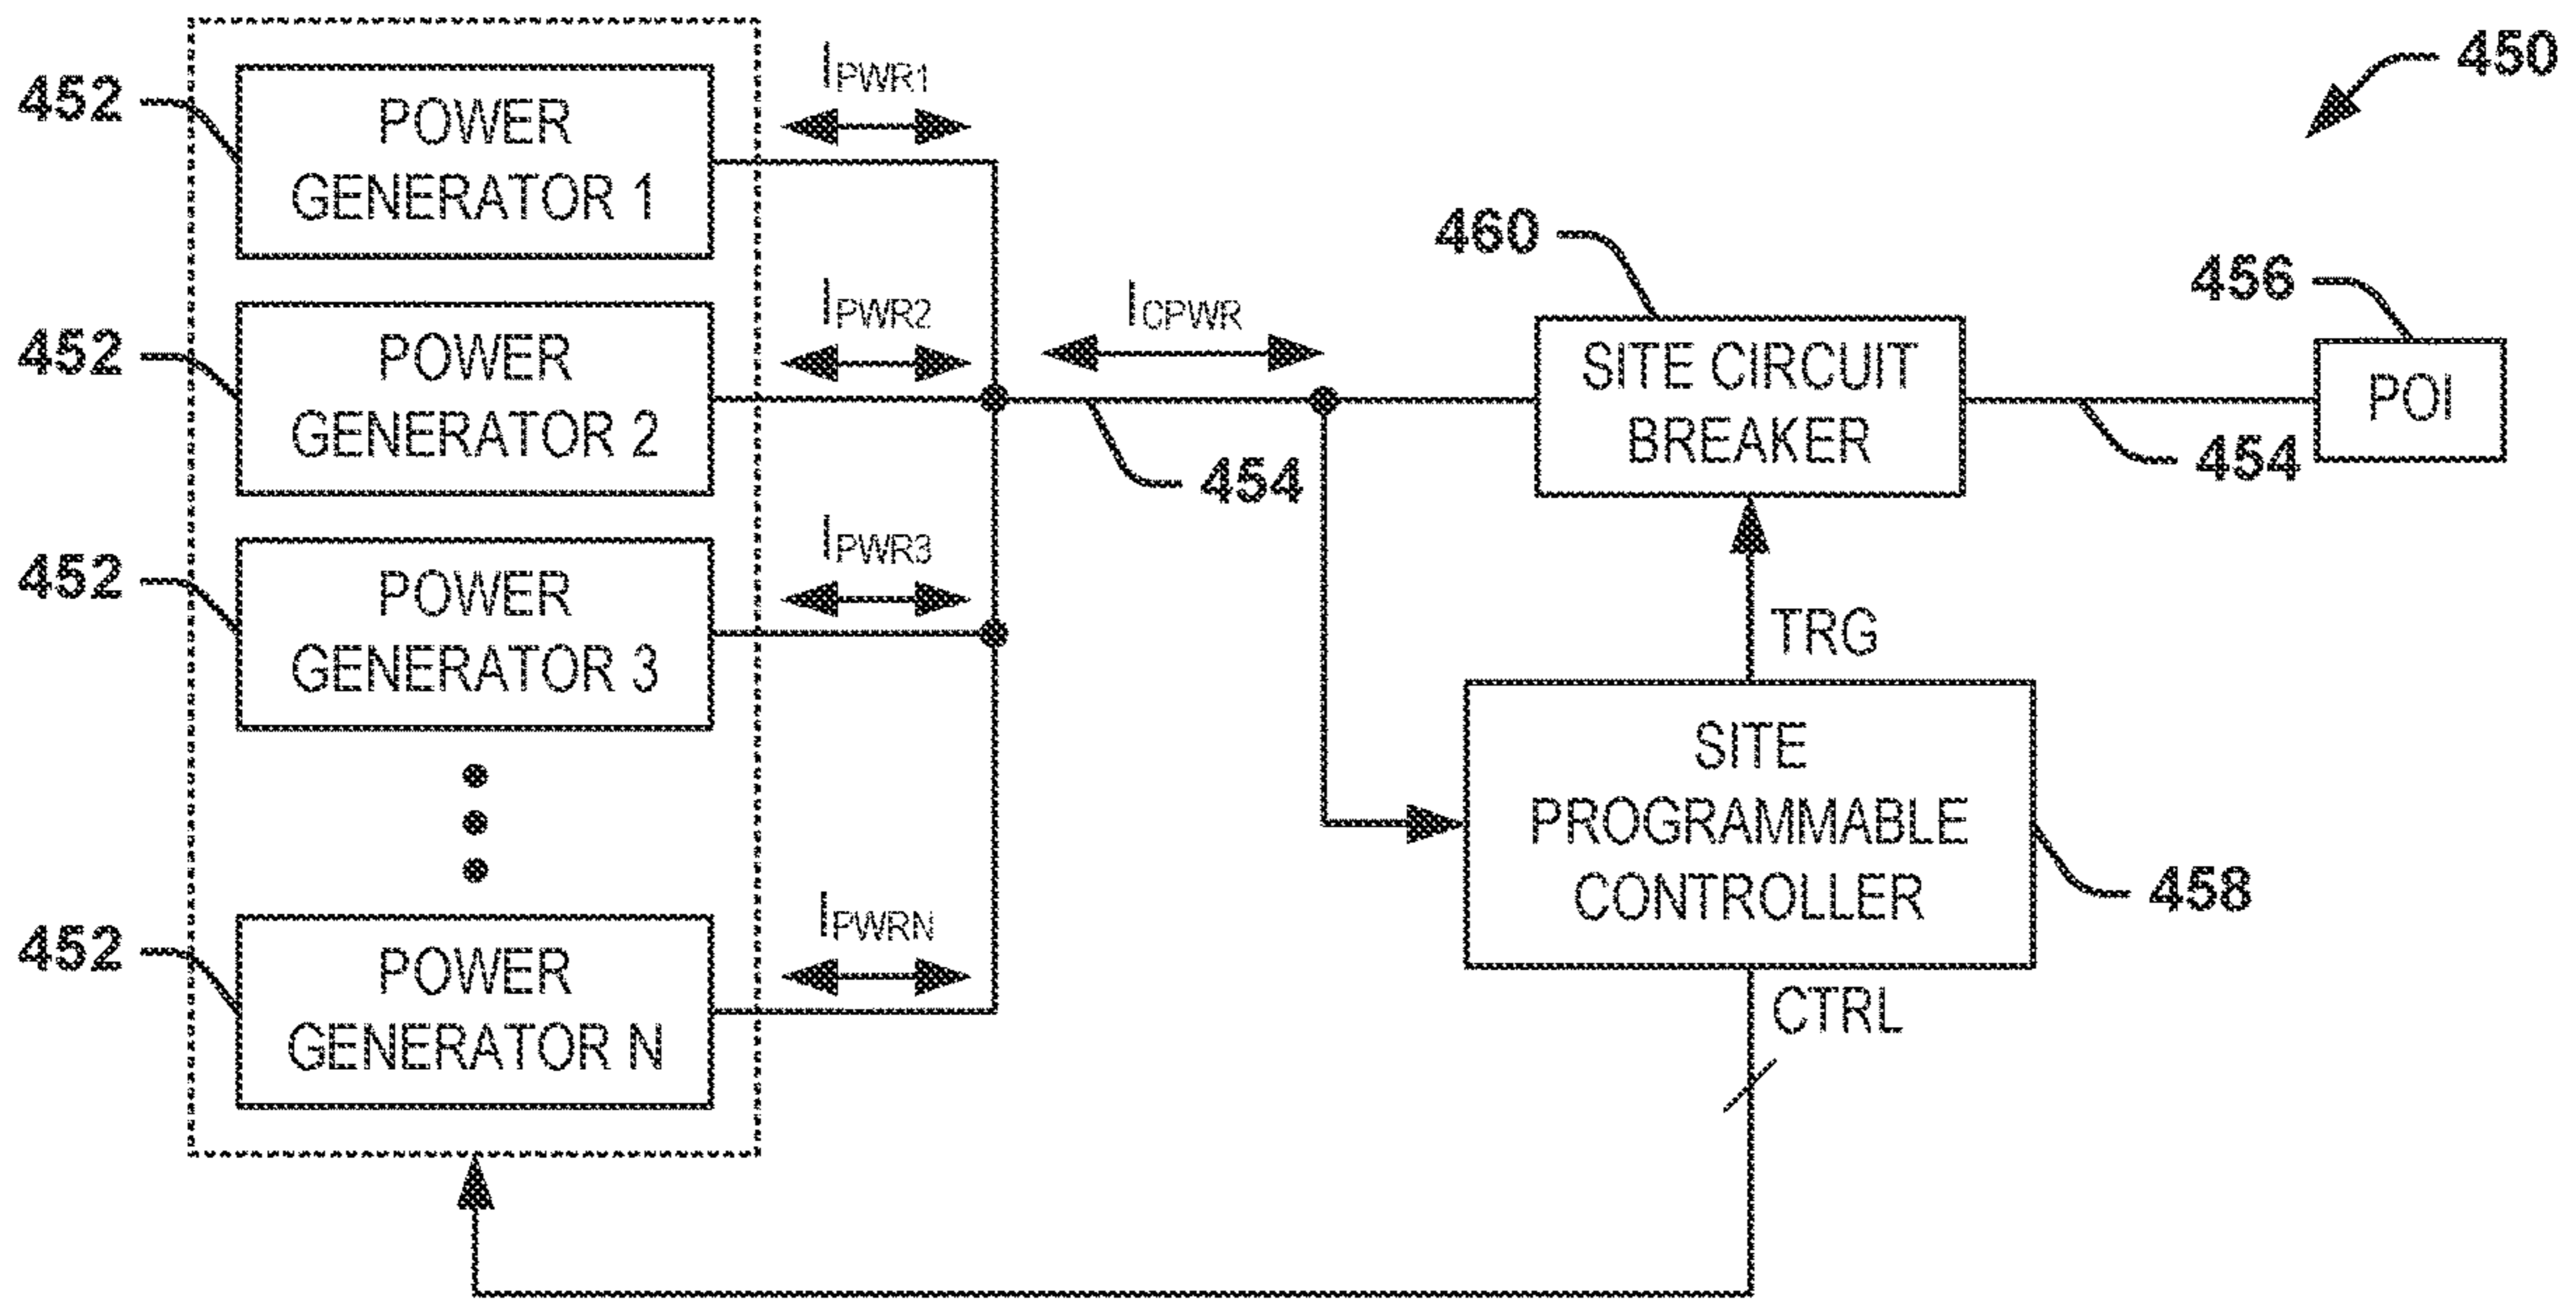 450
452
POWER
GENERATOR 1
IPWR1
452
POWER
GENERATOR 2
IPWR2
ICPWR
454
460
SITE CIRCUIT
BREAKER
454
456
POI
452
POWER
GENERATOR 3
IPWR3
TRG
SITE
PROGRAMMABLE
CONTROLLER
458
452
POWER
GENERATOR N
IPWRN
CTRL